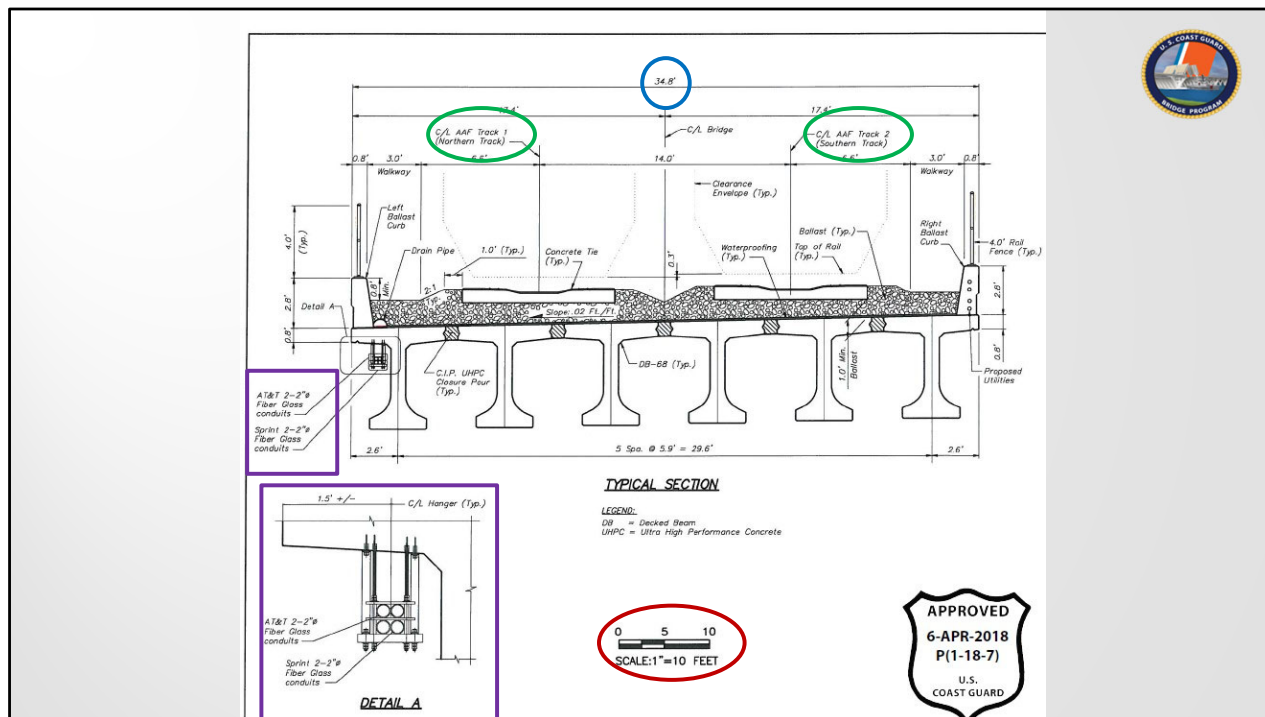 U. S. COAST GUARD
BRIDGE PROGRAM
34.8'
17.4'
17.4'
C/L AAF Track 1
(Northern Track)
C/L Bridge
C/L AAF Track 2
(Southern Track)
0.8'
3.0'
6.6'
14.0'
6.6'
3.0'
0.8'
Walkway
Walkway
Clearance
Envelope (Typ.)
Left
Ballast
Curb
Right
Ballast
Curb
Ballast (Typ.)
4.0'
(Typ.)
Drain Pipe
1.0' (Typ.)
Concrete Tie
(Typ.)
0.3'
Waterproofing
(Typ.)
Top of Rail
(Typ.)
4.0' Rail
Fence (Typ.)
0.8'
Min.
2:1
Typ.
2.8'
2.8'
Detail A
Slope: .02 Ft./Ft.
0.8'
0.8'
DB-68 (Typ.)
1.0' Min.
Ballast
C.I.P. UHPC
Closure Pour
(Typ.)
Proposed
Utilities
AT&T 2-2"ø
Fiber Glass
conduits
Sprint 2-2"ø
Fiber Glass
conduits
2.6'
5 Spa. @ 5.9' = 29.6'
2.6'
TYPICAL SECTION
LEGEND:
DB = Decked Beam
UHPC = Ultra High Performance Concrete
1.5' +/-
C/L Hanger (Typ.)
AT&T 2-2"ø
Fiber Glass
conduits
Sprint 2-2"ø
Fiber Glass
conduits
DETAIL A
0 5 10
SCALE:1"=10 FEET
APPROVED
6-APR-2018
P(1-18-7)
U.S.
COAST GUARD